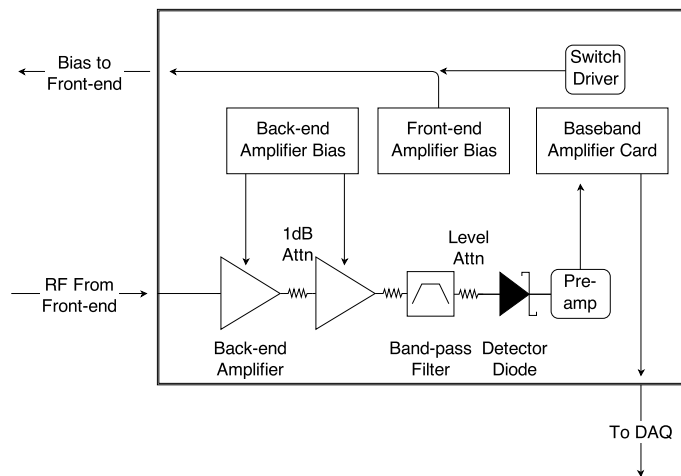 Bias to
Front-end
Switch
Driver
Back-end
Amplifier Bias
Front-end
Amplifier Bias
Baseband
Amplifier Card
1dB
Attn
Level
Attn
RF From
Front-end
Pre-
amp
Back-end
Amplifier
Band-pass
Filter
Detector
Diode
To DAQ